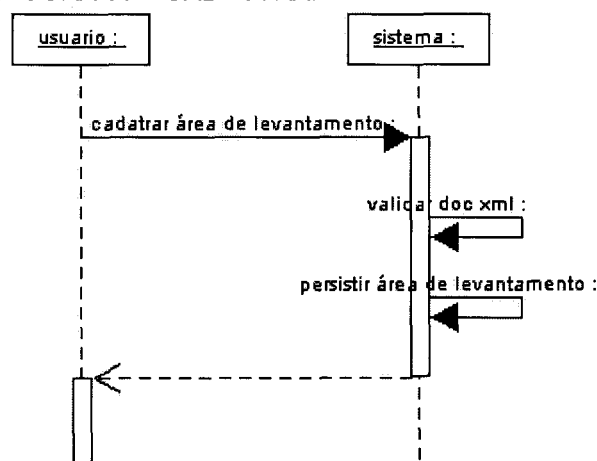 usuario :
sistema :
cadatrar área de levantamento :
validar doc xml :
persistir área de levantamento :